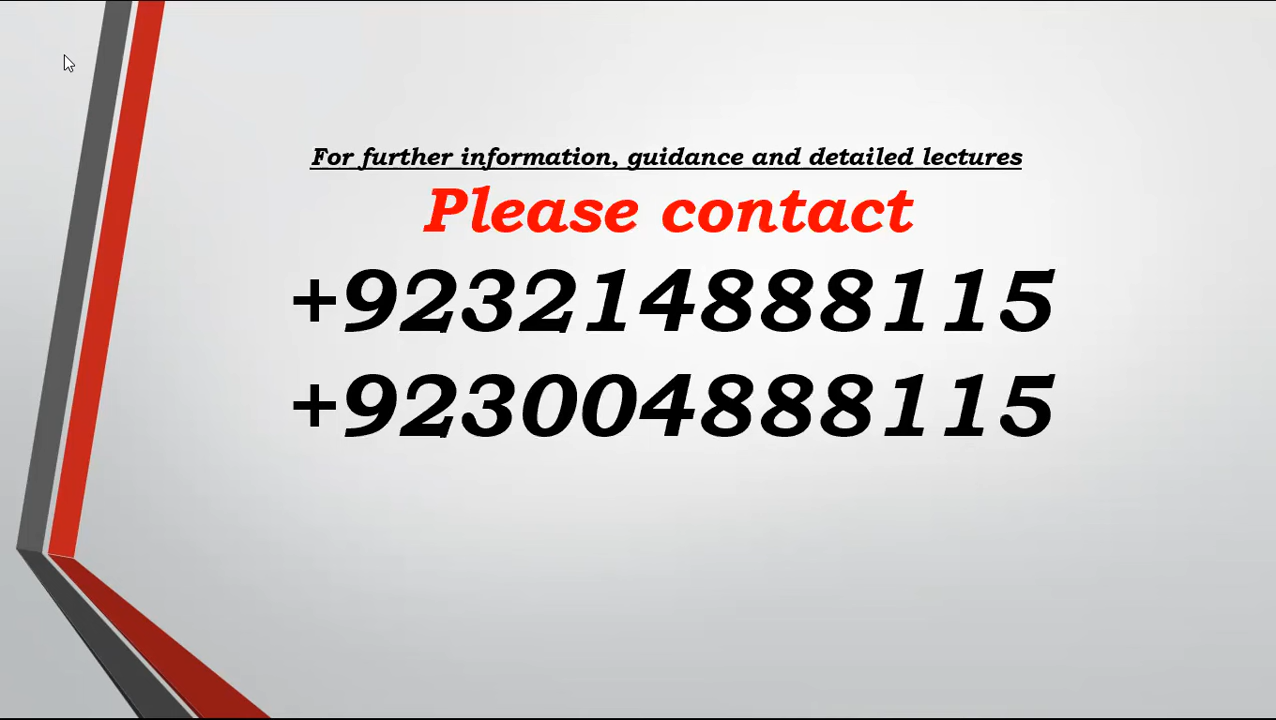 For further information, guidance and detailed lectures
Please contact
+923214888115
+923004888115